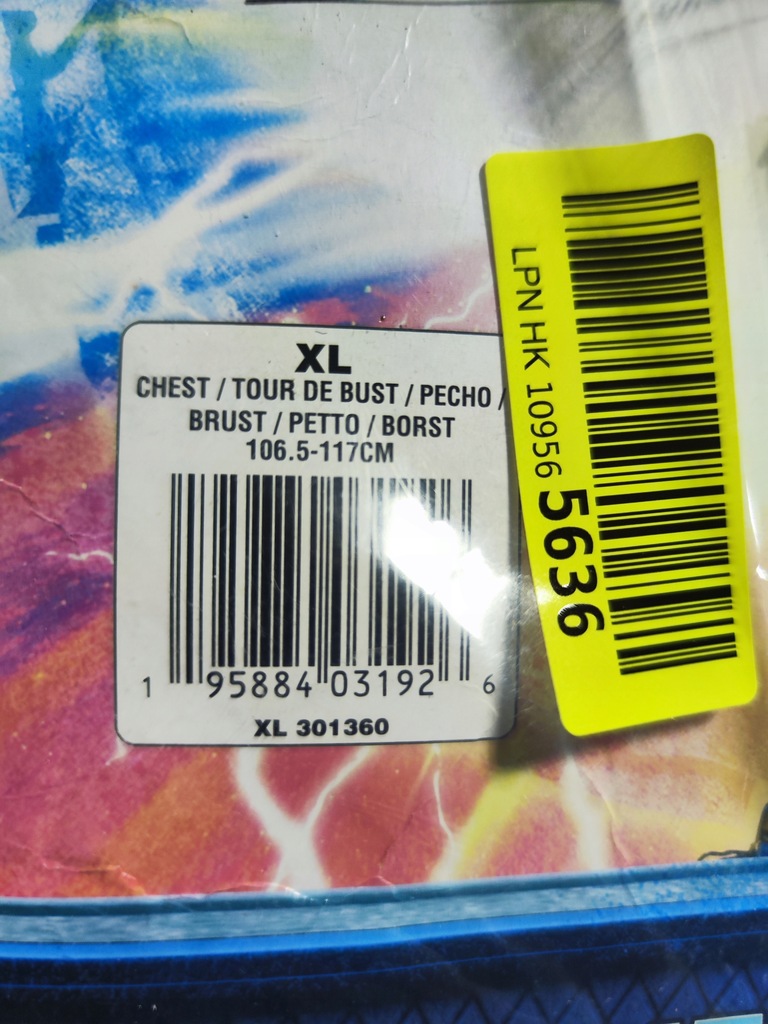 XL
CHEST / TOUR DE BUST / PECHO /
BRUST / PETTO / BORST
106.5-117CM
1 95884 03192 6
XL 301360
LPN HK 10956 5636